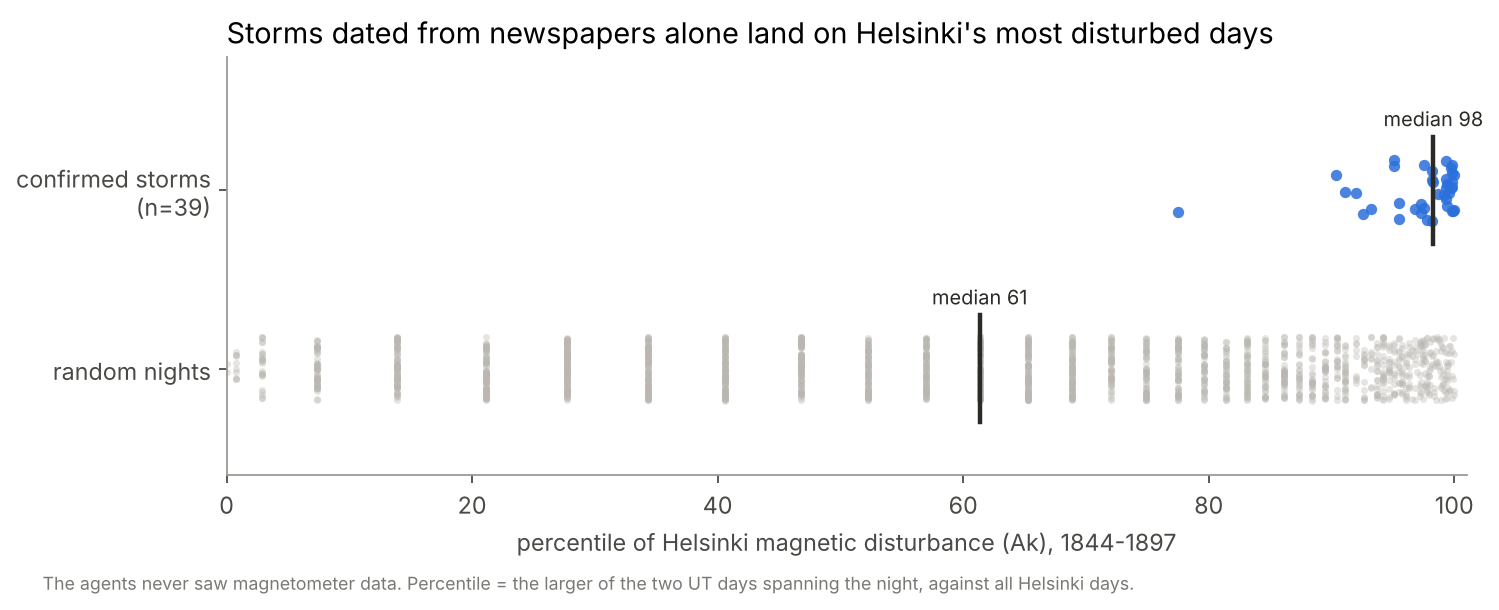 Storms dated from newspapers alone land on Helsinki's most disturbed days
median 98
confirmed storms
(n=39)
median 61
random nights
0 20 40 60 80 100
percentile of Helsinki magnetic disturbance (Ak), 1844-1897
The agents never saw magnetometer data. Percentile = the larger of the two UT days spanning the night, against all Helsinki days.